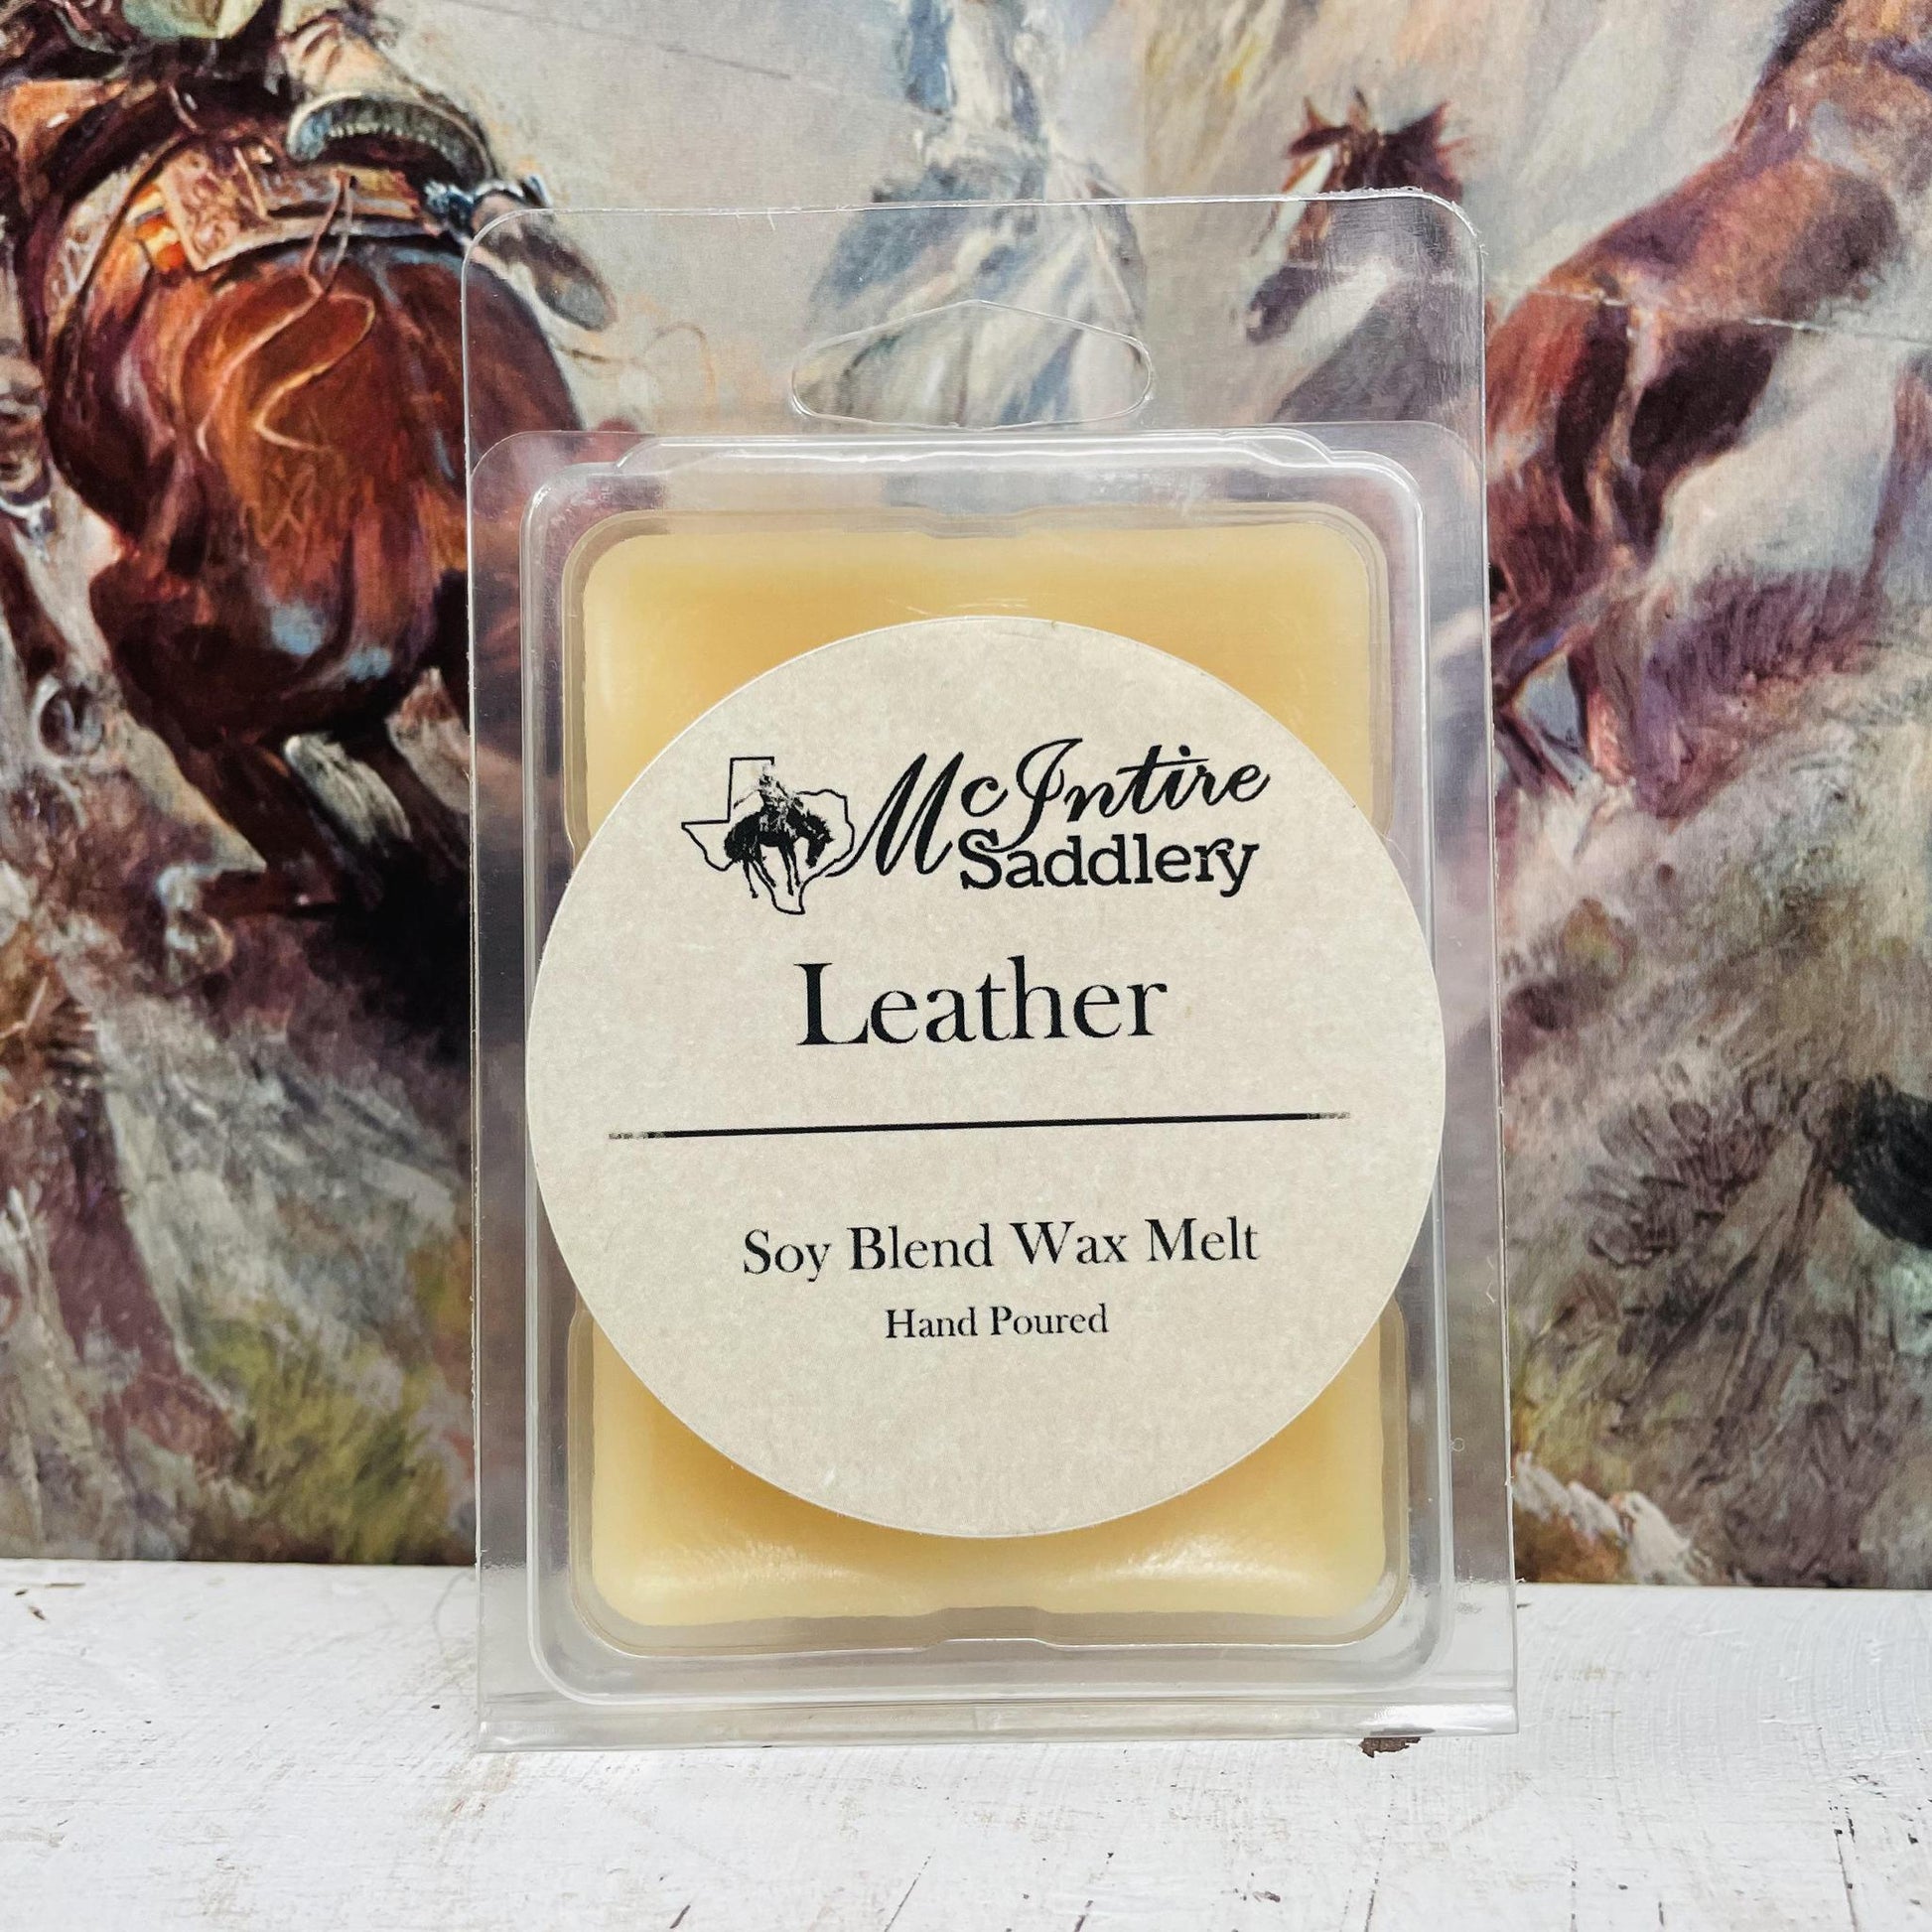 McIntire
Saddlery
Leather
Soy Blend Wax Melt
Hand Poured